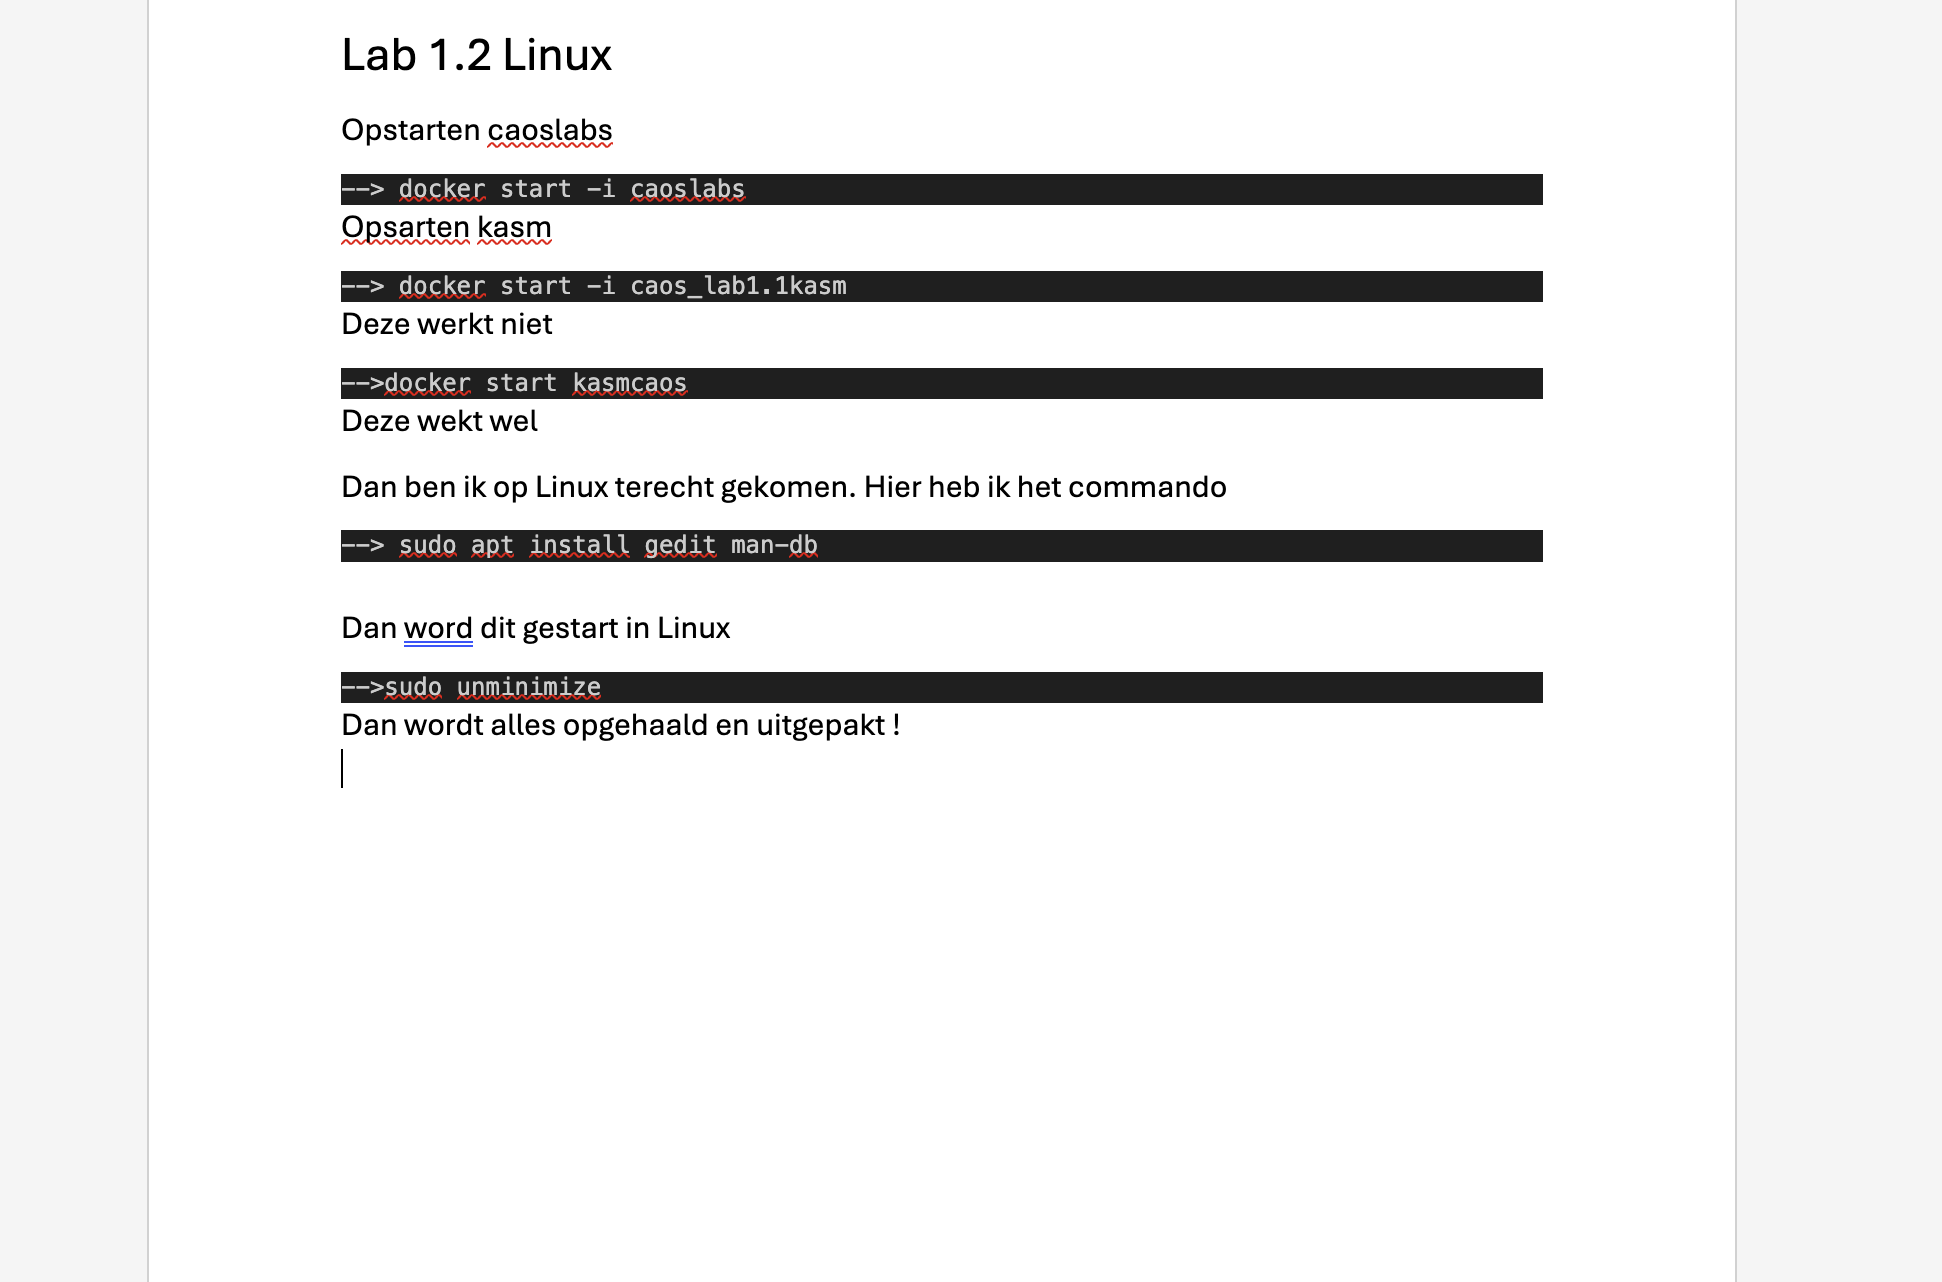 Lab 1.2 Linux
Opstarten caoslabs
--> docker start -i caoslabs
Opsarten kasm
--> docker start -i caos_lab1.1kasm
Deze werkt niet
-->docker start kasmcaos
Deze wekt wel
Dan ben ik op Linux terecht gekomen. Hier heb ik het commando
--> sudo apt install gedit man-db
Dan word dit gestart in Linux
-->sudo unminimize
Dan wordt alles opgehaald en uitgepakt !